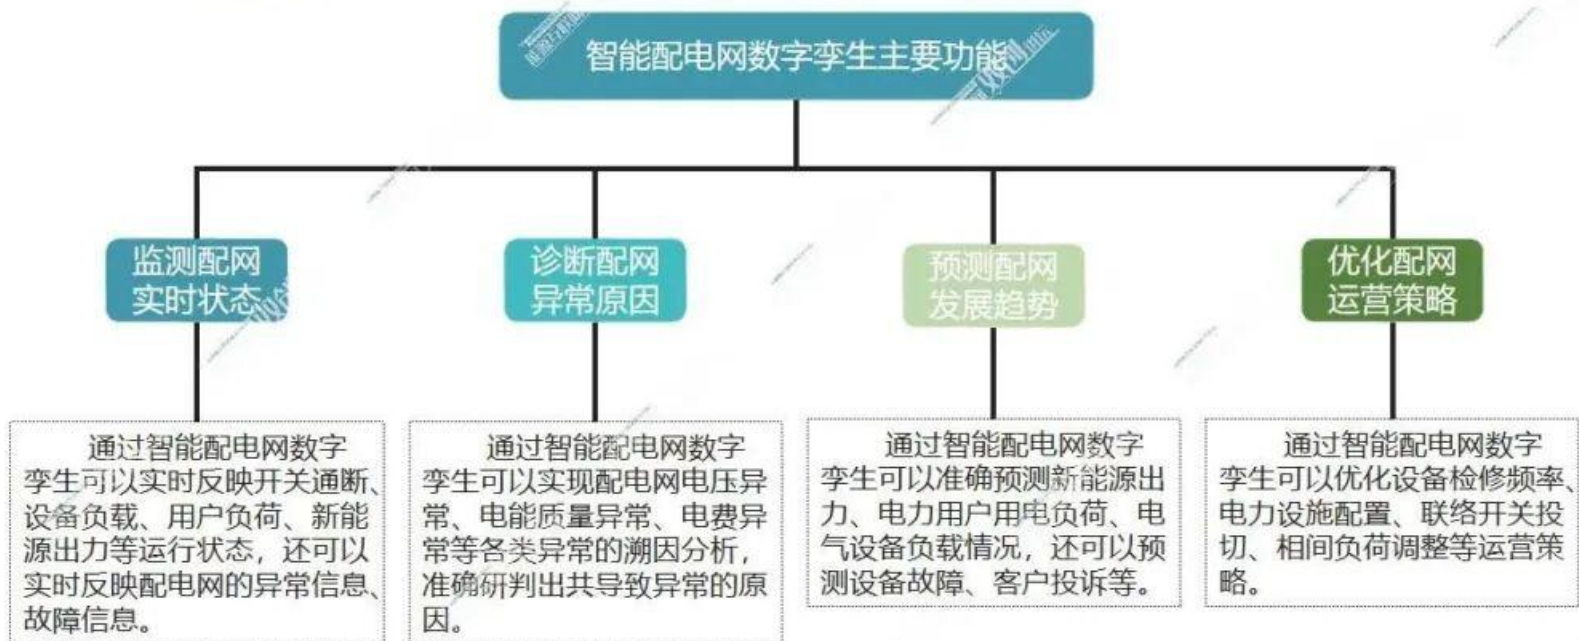 智能配电网数字孪生主要功能
监测配网
实时状态
诊断配网
异常原因
预测配网
发展趋势
优化配网
运营策略
通过智能配电网数字
孪生可以实时反映开关通断、
设备负载、用户负荷、新能
源出力等运行状态，还可以
实时反映配电网的异常信息、
故障信息。
通过智能配电网数字
孪生可以实现配电网电压异
常、电能质量异常、电费异
常等各类异常的溯因分析，
准确研判出共导致异常的原
因。
通过智能配电网数字
孪生可以准确预测新能源出
力、电力用户用电负荷、电
气设备负载情况，还可以预
测设备故障、客户投诉等。
通过智能配电网数字
孪生可以优化设备检修频率、
电力设施配置、联络开关投
切、相间负荷调整等运营策
略。